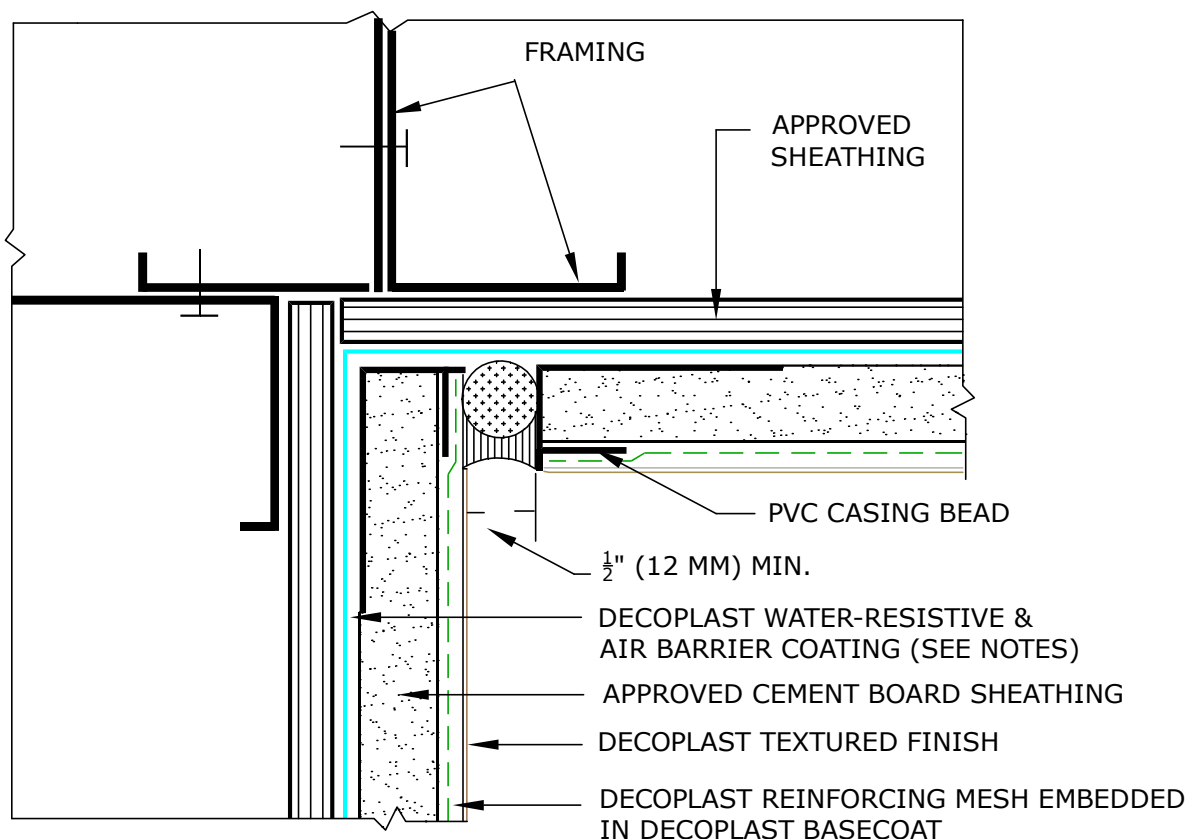 FRAMING
APPROVED
SHEATHING
PVC CASING BEAD
½" (12 MM) MIN.
DECOPLAST WATER-RESISTIVE &
AIR BARRIER COATING (SEE NOTES)
APPROVED CEMENT BOARD SHEATHING
DECOPLAST TEXTURED FINISH
DECOPLAST REINFORCING MESH EMBEDDED
IN DECOPLAST BASECOAT